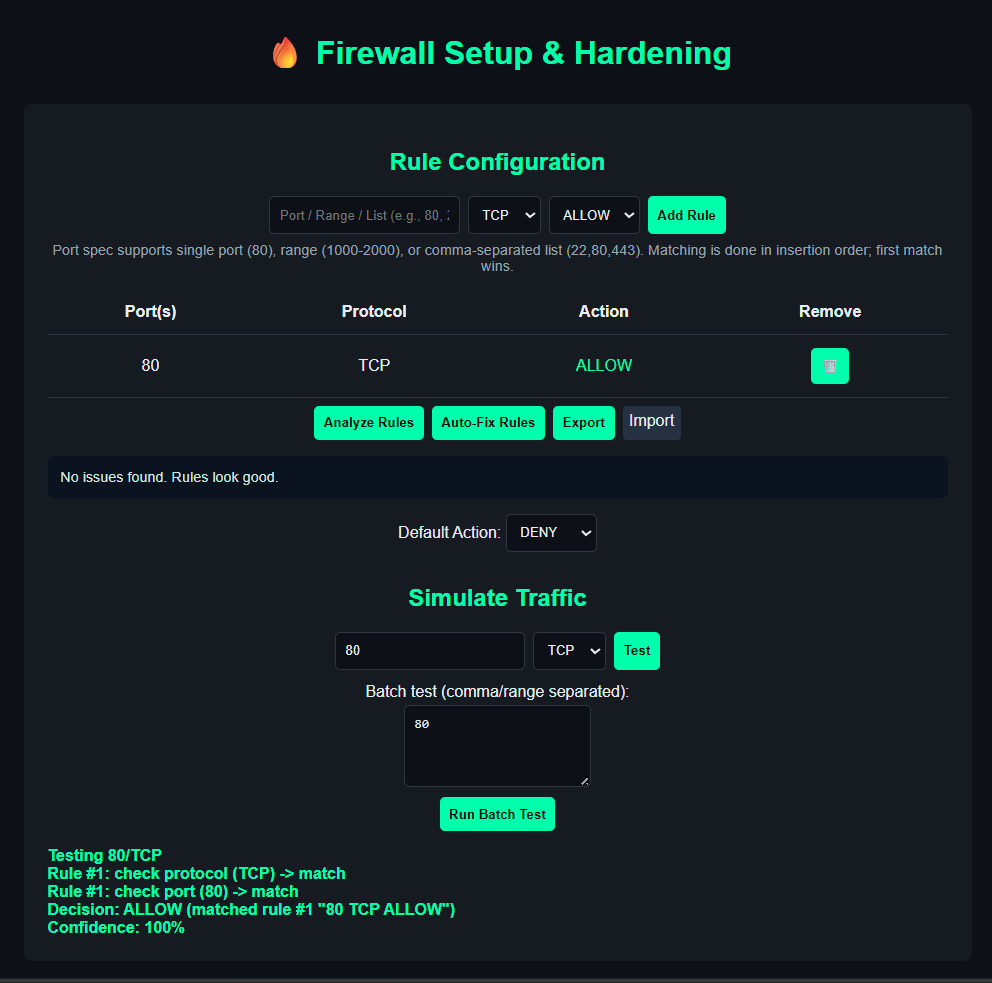 Firewall Setup & Hardening
Rule Configuration
Port / Range / List (e.g., 80, TCP ALLOW Add Rule
Port spec supports single port (80), range (1000-2000), or comma-separated list (22,80,443). Matching is done in insertion order; first match
wins.
Port(s) Protocol Action Remove
80 TCP ALLOW
Analyze Rules Auto-Fix Rules Export Import
No issues found. Rules look good.
Default Action: DENY
Simulate Traffic
80 TCP Test
Batch test (comma/range separated):
80
Run Batch Test
Testing 80/TCP
Rule #1: check protocol (TCP) -> match
Rule #1: check port (80) -> match
Decision: ALLOW (matched rule #1 "80 TCP ALLOW")
Confidence: 100%